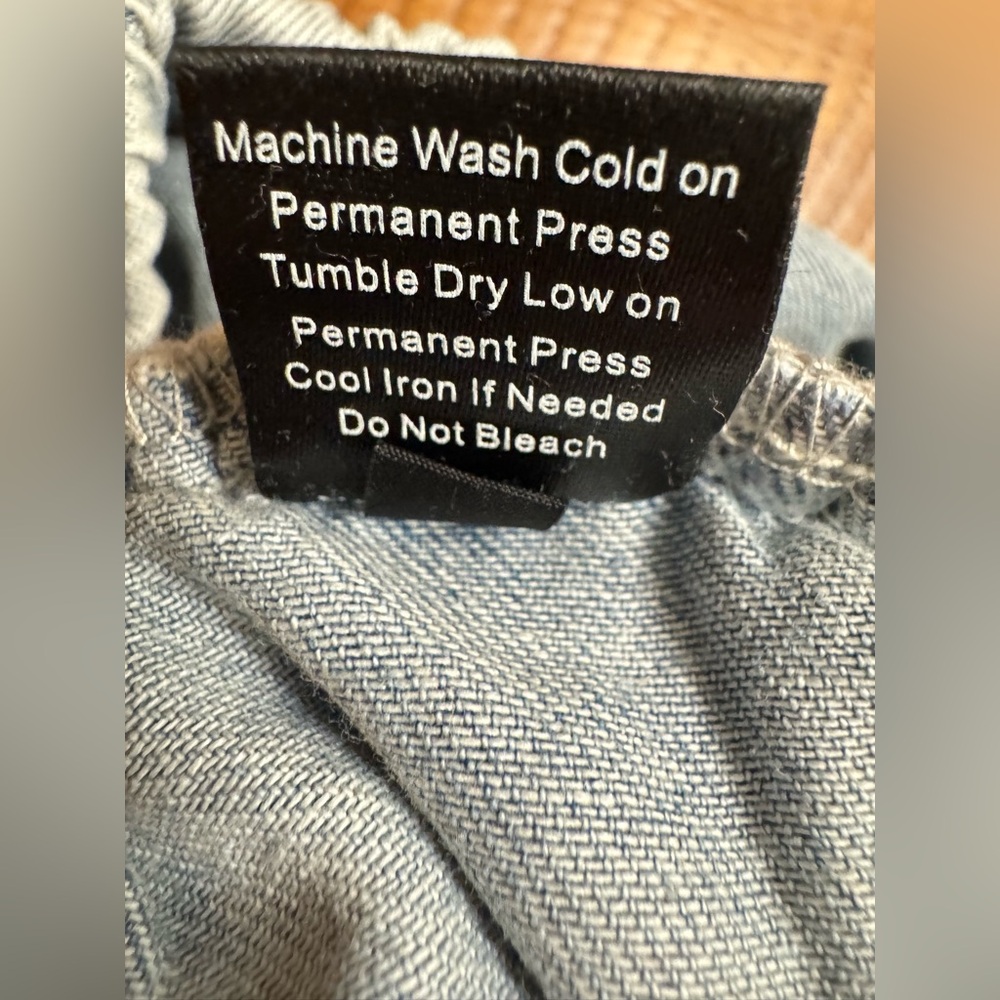 Machine Wash Cold on
Permanent Press
Tumble Dry Low on
Permanent Press
Cool Iron If Needed
Do Not Bleach